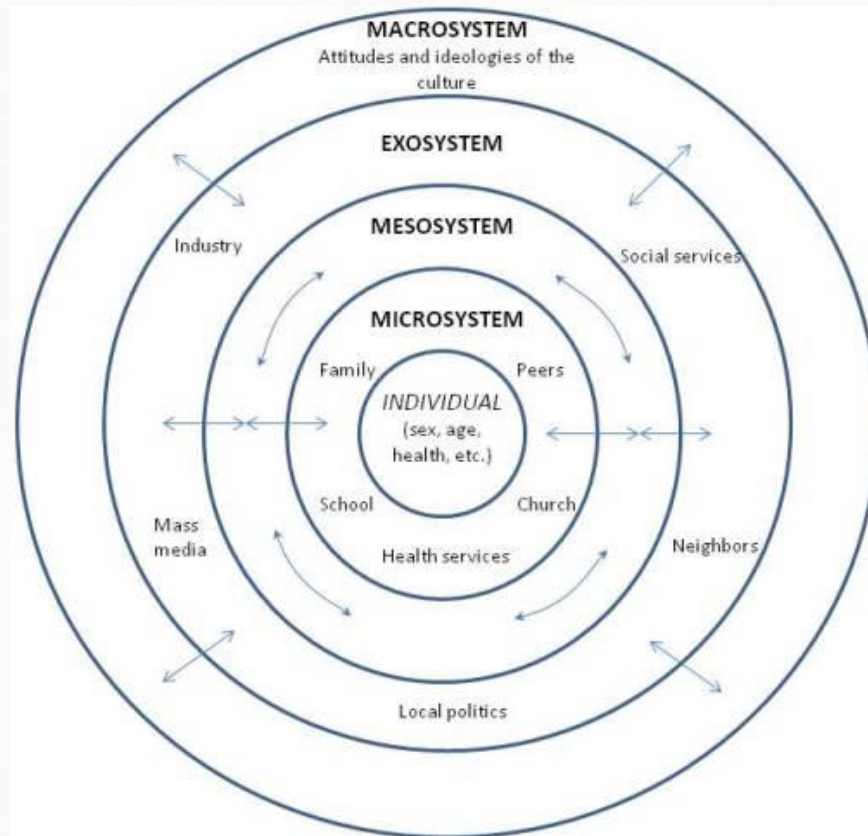 MACROSYSTEM
Attitudes and ideologies of the
culture
EXOSYSTEM
MESOSYSTEM
Industry
Social services
MICROSYSTEM
Family
Peers
INDIVIDUAL
(sex, age,
health, etc.)
School
Church
Mass
media
Health services
Neighbors
Local politics